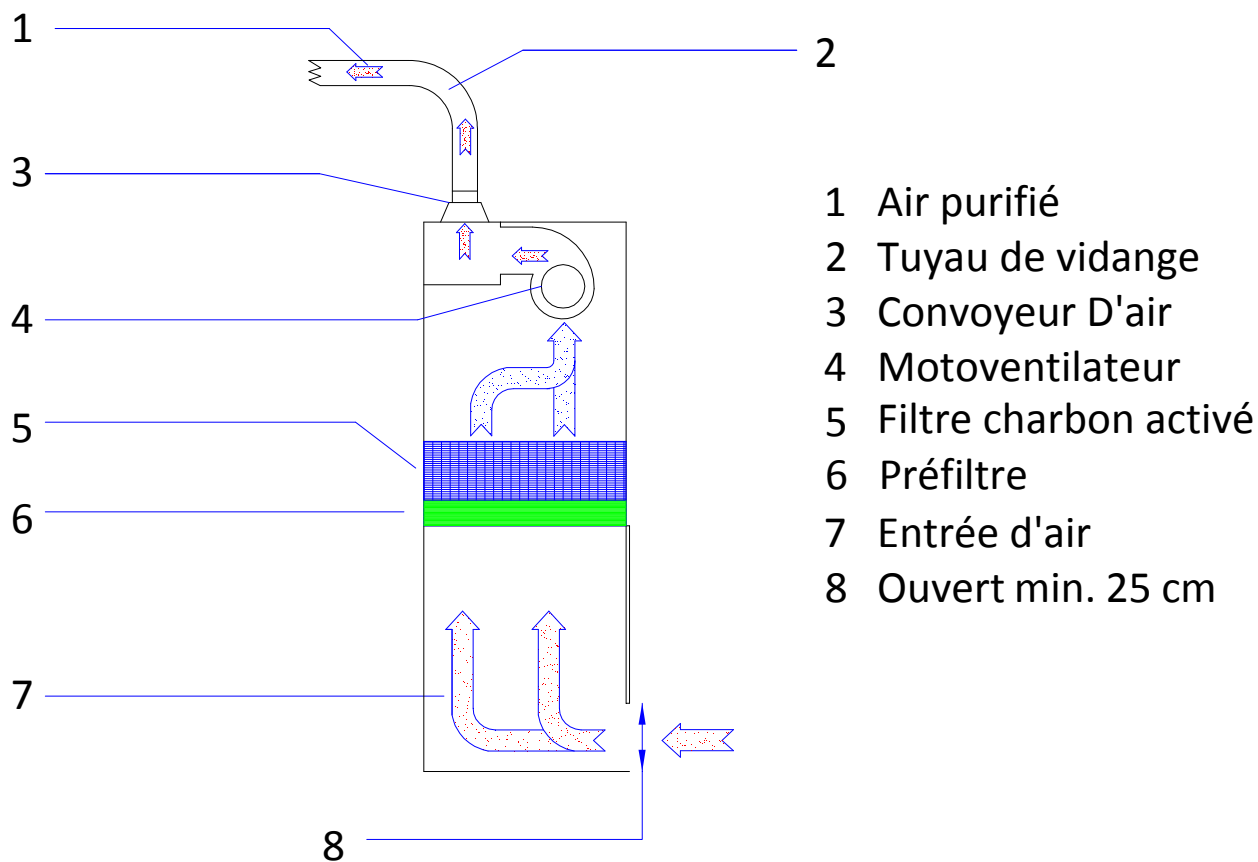 1
2
3
4
5
6
7
8
1 Air purifié
2 Tuyau de vidange
3 Convoyeur D'air
4 Motoventilateur
5 Filtre charbon activé
6 Préfiltre
7 Entrée d'air
8 Ouvert min. 25 cm